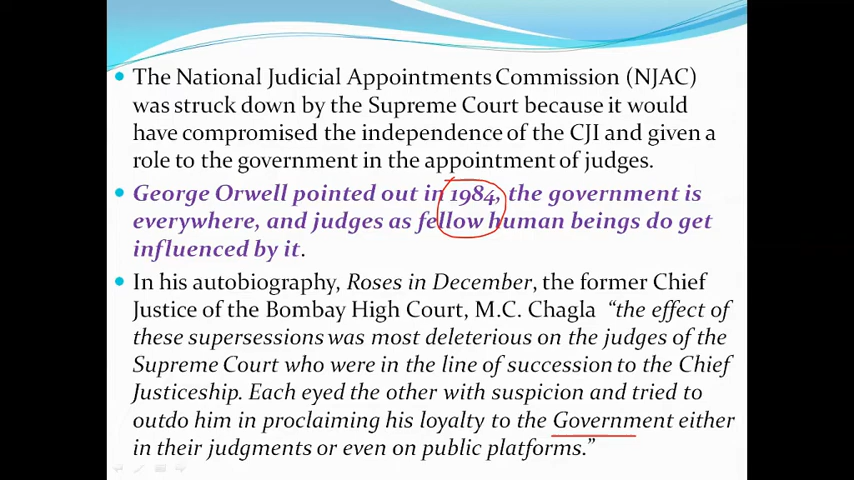 The National Judicial Appointments Commission (NJAC)
was struck down by the Supreme Court because it would
have compromised the independence of the CJI and given a
role to the government in the appointment of judges.
George Orwell pointed out in 1984, the government is
everywhere, and judges as fellow human beings do get
influenced by it.
In his autobiography, Roses in December, the former Chief
Justice of the Bombay High Court, M.C. Chagla “the effect of
these supersessions was most deleterious on the judges of the
Supreme Court who were in the line of succession to the Chief
Justiceship. Each eyed the other with suspicion and tried to
outdo him in proclaiming his loyalty to the Government either
in their judgments or even on public platforms.”